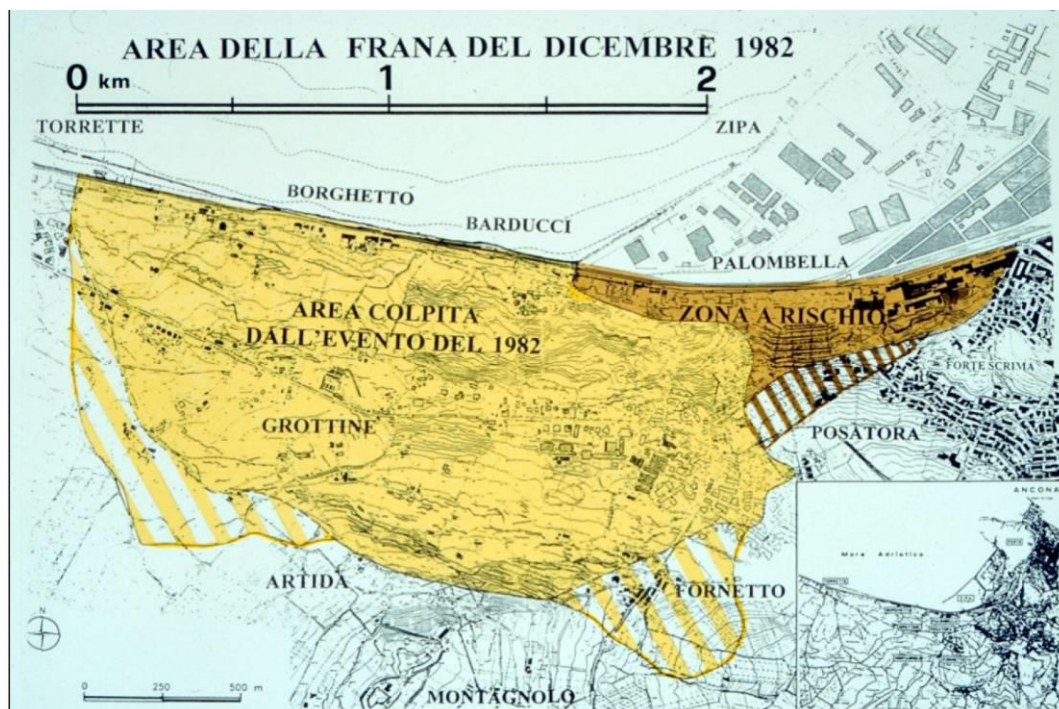 AREA DELLA FRANA DEL DICEMBRE 1982
0 km 1 2
TORRETTE
ZIPA
BORGHETTO
BARDUCCI
PALOMBELLA
AREA COLPITA
DALL'EVENTO DEL 1982
ZONA A RISCHIO
FORTE SCRIMA
GROTTINE
POSATORA
ANCONA
Mare Adriatico
ARTIDA
FORNETTO
N
0 250 500 m
MONTAGNOLO